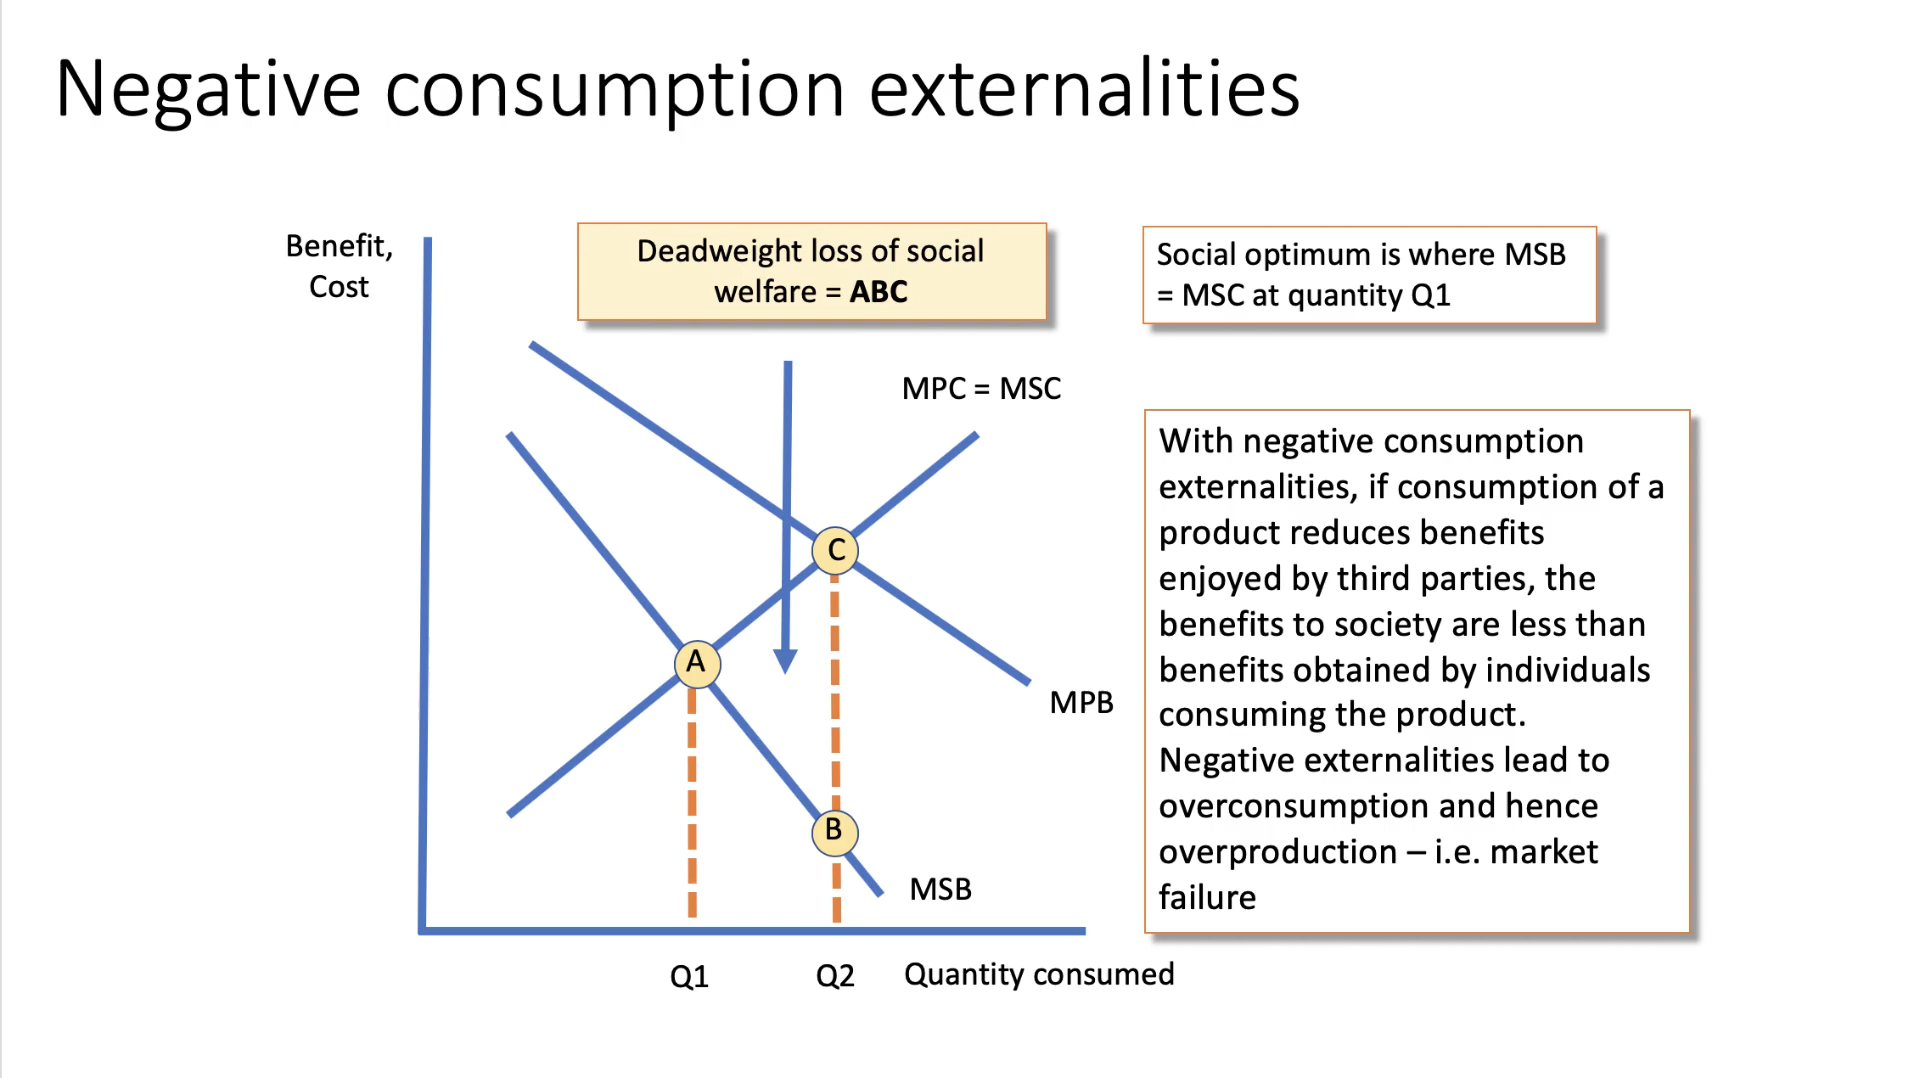 Negative consumption externalities
Benefit,
Cost
Deadweight loss of social
welfare = ABC
Social optimum is where MSB
= MSC at quantity Q1
MPC = MSC
With negative consumption
externalities, if consumption of a
product reduces benefits
enjoyed by third parties, the
benefits to society are less than
benefits obtained by individuals
consuming the product.
Negative externalities lead to
overconsumption and hence
overproduction – i.e. market
failure
C
A
MPB
B
MSB
Q1
Q2
Quantity consumed